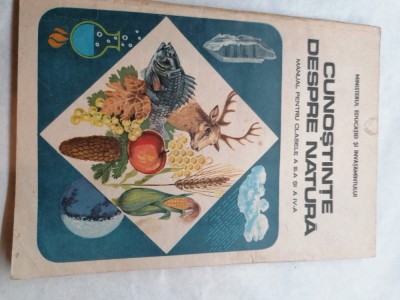 MINISTERUL EDUCAȚIEI ȘI ÎNVĂȚĂMÎNTULUI
CUNOȘTINȚE
DESPRE NATURĂ
MANUAL PENTRU CLASELE A III-A ȘI A IV-A